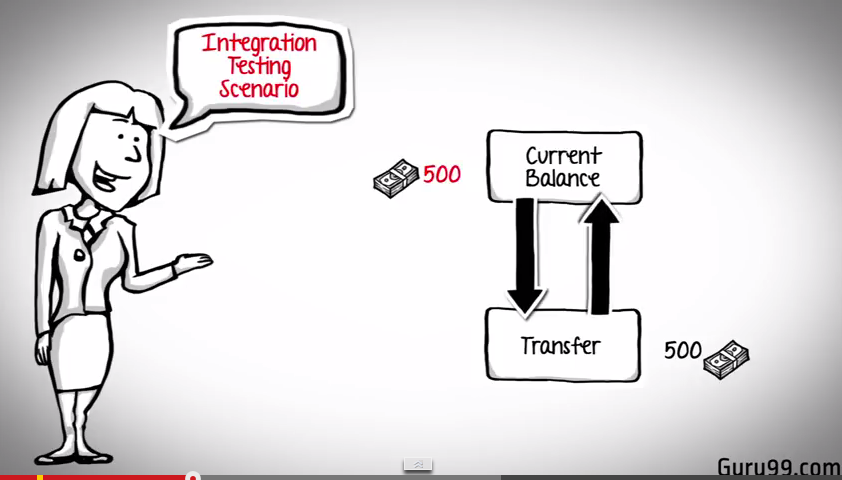 Integration
Testing
Scenario
500
Current
Balance
Transfer
500
Guru99.com